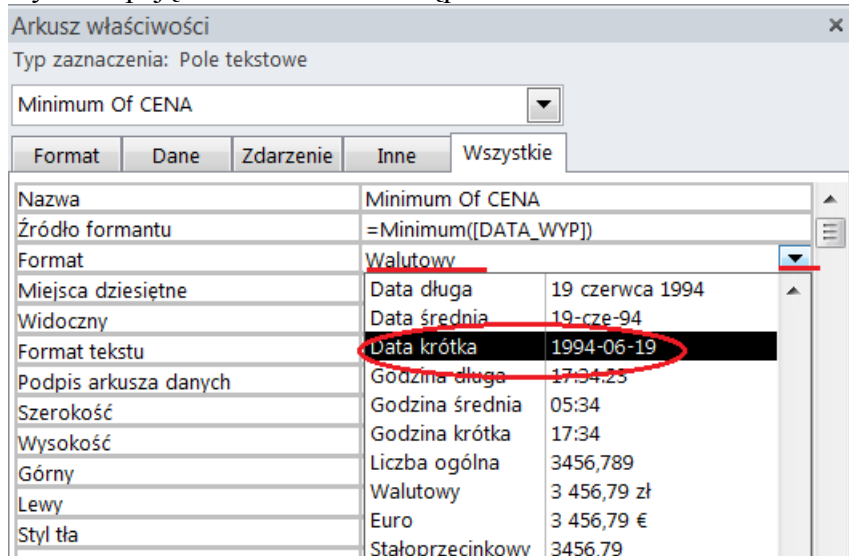 Arkusz właściwości
Typ zaznaczenia: Pole tekstowe
Minimum Of CENA
Format Dane Zdarzenie Inne Wszystkie
Nazwa Minimum Of CENA
Źródło formantu =Minimum([DATA_WYP])
Format Walutowy
Miejsca dziesiętne Data długa 19 czerwca 1994
Widoczny Data średnia 19-cze-94
Format tekstu Data krótka 1994-06-19
Podpis arkusza danych Godzina długa 17:34:23
Szerokość Godzina średnia 05:34
Wysokość Godzina krótka 17:34
Górny Liczba ogólna 3456,789
Lewy Walutowy 3 456,79 zł
Styl tła Euro 3 456,79 €
Stałoprzecinkowy 3456,79